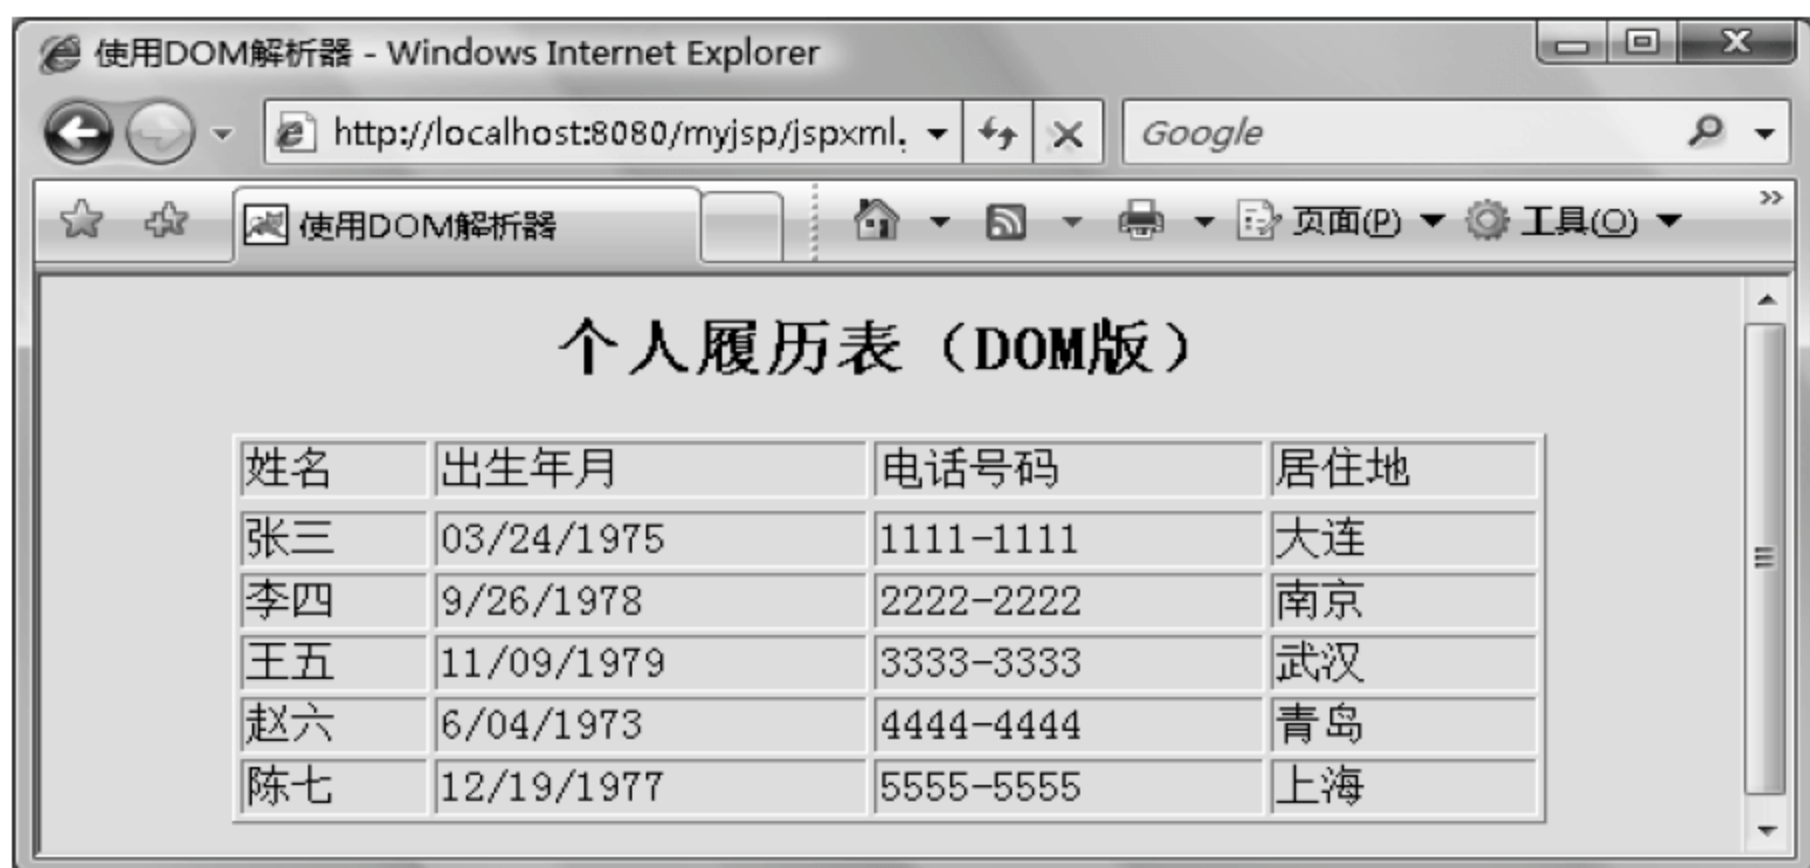 使用DOM解析器 - Windows Internet Explorer
http://localhost:8080/myjsp/jspxml. Google
使用DOM解析器 页面(P) 工具(O) »
个人履历表（DOM版）
姓名 出生年月 电话号码 居住地
张三 03/24/1975 1111-1111 大连
李四 9/26/1978 2222-2222 南京
王五 11/09/1979 3333-3333 武汉
赵六 6/04/1973 4444-4444 青岛
陈七 12/19/1977 5555-5555 上海